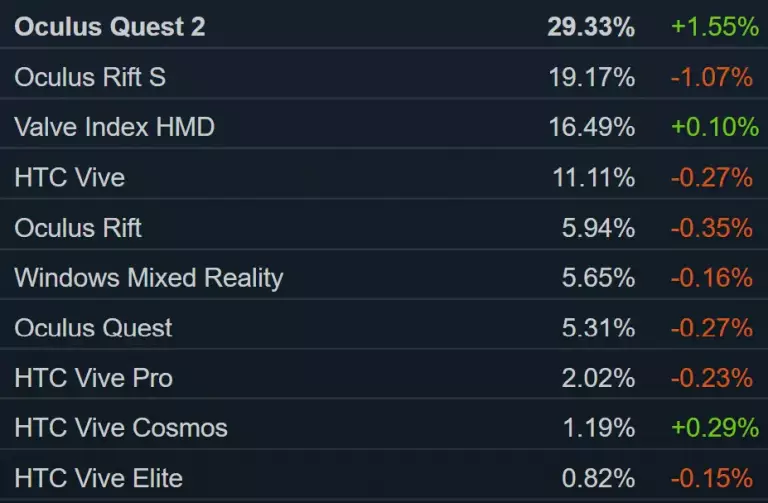 Oculus Quest 2 29.33% +1.55%
Oculus Rift S 19.17% -1.07%
Valve Index HMD 16.49% +0.10%
HTC Vive 11.11% -0.27%
Oculus Rift 5.94% -0.35%
Windows Mixed Reality 5.65% -0.16%
Oculus Quest 5.31% -0.27%
HTC Vive Pro 2.02% -0.23%
HTC Vive Cosmos 1.19% +0.29%
HTC Vive Elite 0.82% -0.15%